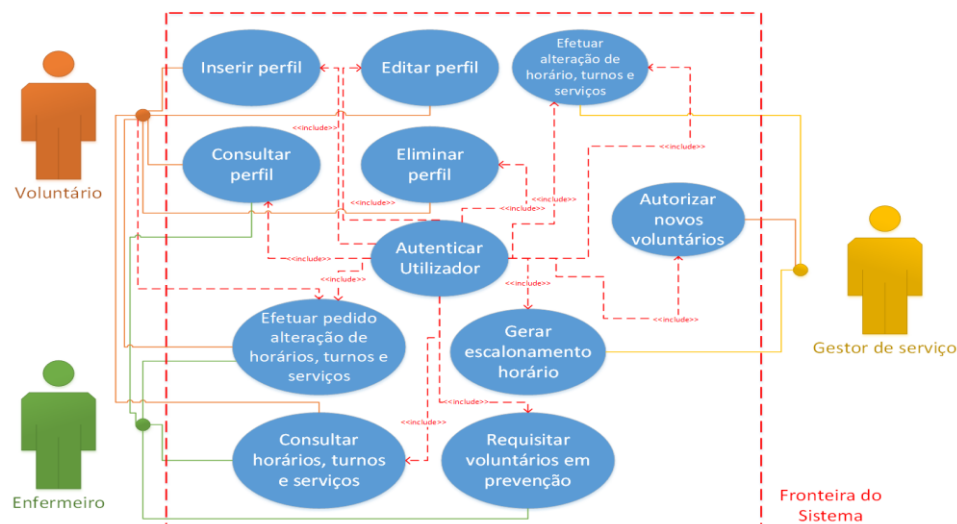 Inserir perfil
Editar perfil
Efetuar
alteração de
horário, turnos e
serviços
<<include>>
<<include>>
<<include>>
Consultar
perfil
Eliminar
perfil
<<include>>
Voluntário
Autorizar
novos
voluntários
Autenticar
Utilizador
<<include>>
<<include>>
<<include>>
<<include>>
Efetuar pedido
alteração de
horários, turnos e
serviços
Gerar
escalonamento
horário
Gestor de serviço
<<include>>
<<include>>
Consultar
horários, turnos
e serviços
Requisitar
voluntários em
prevenção
Enfermeiro
Fronteira do
Sistema